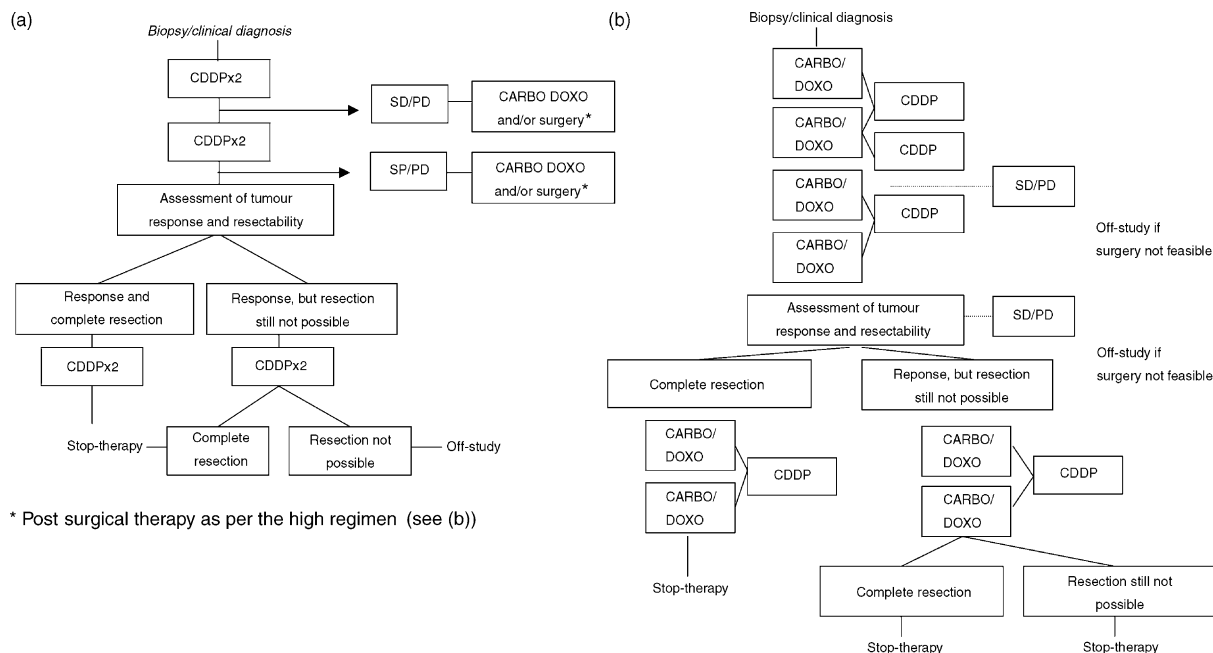 (a)
Biopsy/clinical diagnosis
CDDPx2
SD/PD
CARBO DOXO
and/or surgery*
CDDPx2
SP/PD
CARBO DOXO
and/or surgery*
Assessment of tumour
response and resectability
Response and
complete resection
Response, but resection
still not possible
CDDPx2
CDDPx2
Stop-therapy
Complete
resection
Resection not
possible
Off-study
* Post surgical therapy as per the high regimen (see (b))
(b)
Biopsy/clinical diagnosis
CARBO/
DOXO
CDDP
CARBO/
DOXO
CDDP
CARBO/
DOXO
SD/PD
CDDP
CARBO/
DOXO
Off-study if
surgery not feasible
Assessment of tumour
response and resectability
SD/PD
Off-study if
surgery not feasible
Complete resection
Reponse, but resection
still not possible
CARBO/
DOXO
CDDP
CARBO/
DOXO
Stop-therapy
CARBO/
DOXO
CDDP
CARBO/
DOXO
Complete resection
Resection still not
possible
Stop-therapy
Stop-therapy